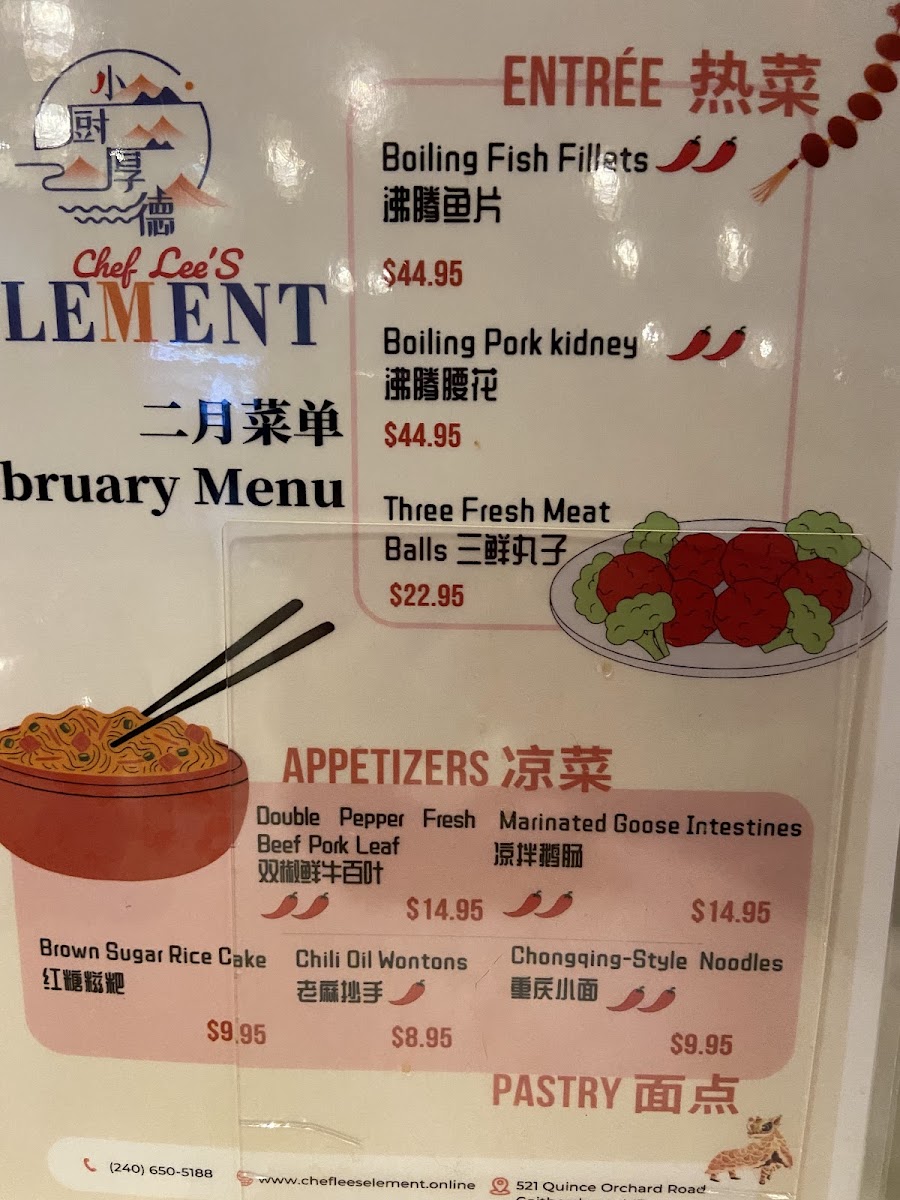 小
厨
厚
德
Chef Lee'S
LEMENT
二月菜单
bruary Menu
ENTRÉE 热菜
Boiling Fish Fillets
沸腾鱼片
$44.95
Boiling Pork kidney
沸腾腰花
$44.95
Three Fresh Meat
Balls 三鲜丸子
$22.95
APPETIZERS 凉菜
Double Pepper Fresh
Beef Pork Leaf
双椒鲜牛百叶
$14.95
Marinated Goose Intestines
凉拌鹅肠
$14.95
Brown Sugar Rice Cake
红糖糍粑
$9.95
Chili Oil Wontons
老麻抄手
$8.95
Chongqing-Style Noodles
重庆小面
$9.95
PASTRY 面点
(240) 650-5188
www.chefleeselement.online
521 Quince Orchard Road